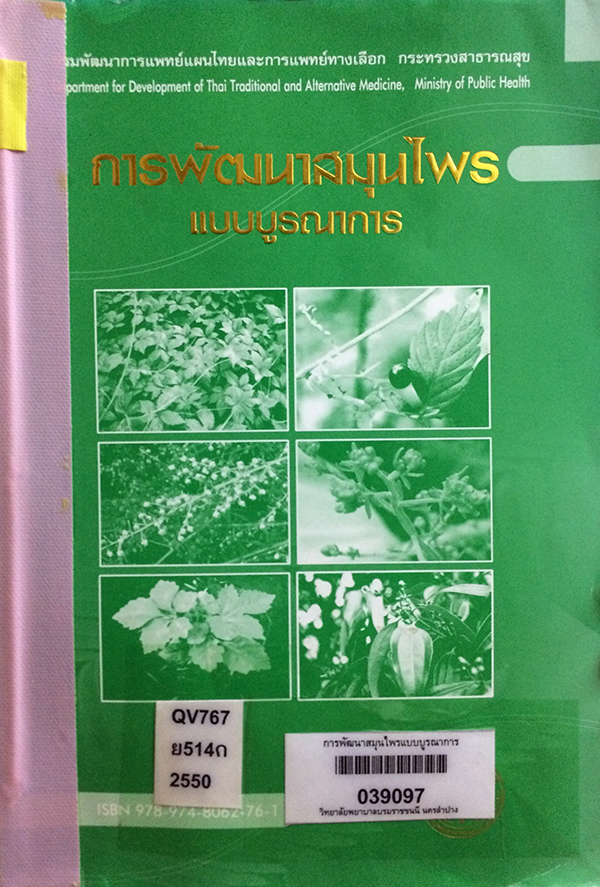 รมพัฒนาการแพทย์แผนไทยและการแพทย์ทางเลือก กระทรวงสาธารณสุข
partment for Development of Thai Traditional and Alternative Medicine, Ministry of Public Health
การพัฒนาสมุนไพร
แบบบูรณาการ
QV767
ย514ก
2550
การพัฒนาสมุนไพรแบบบูรณาการ
039097
วิทยาลัยพยาบาลบรมราชชนนี นครลำปาง
ISBN 978-974-8062-76-1